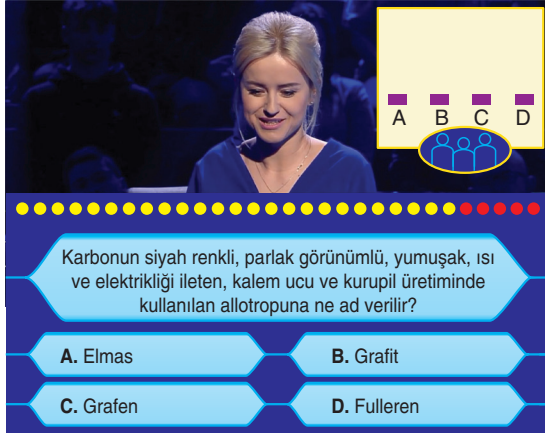 A B C D
Karbonun siyah renkli, parlak görünümlü, yumuşak, ısı
ve elektrikliği ileten, kalem ucu ve kurupil üretiminde
kullanılan allotropuna ne ad verilir?
A. Elmas
B. Grafit
C. Grafen
D. Fulleren